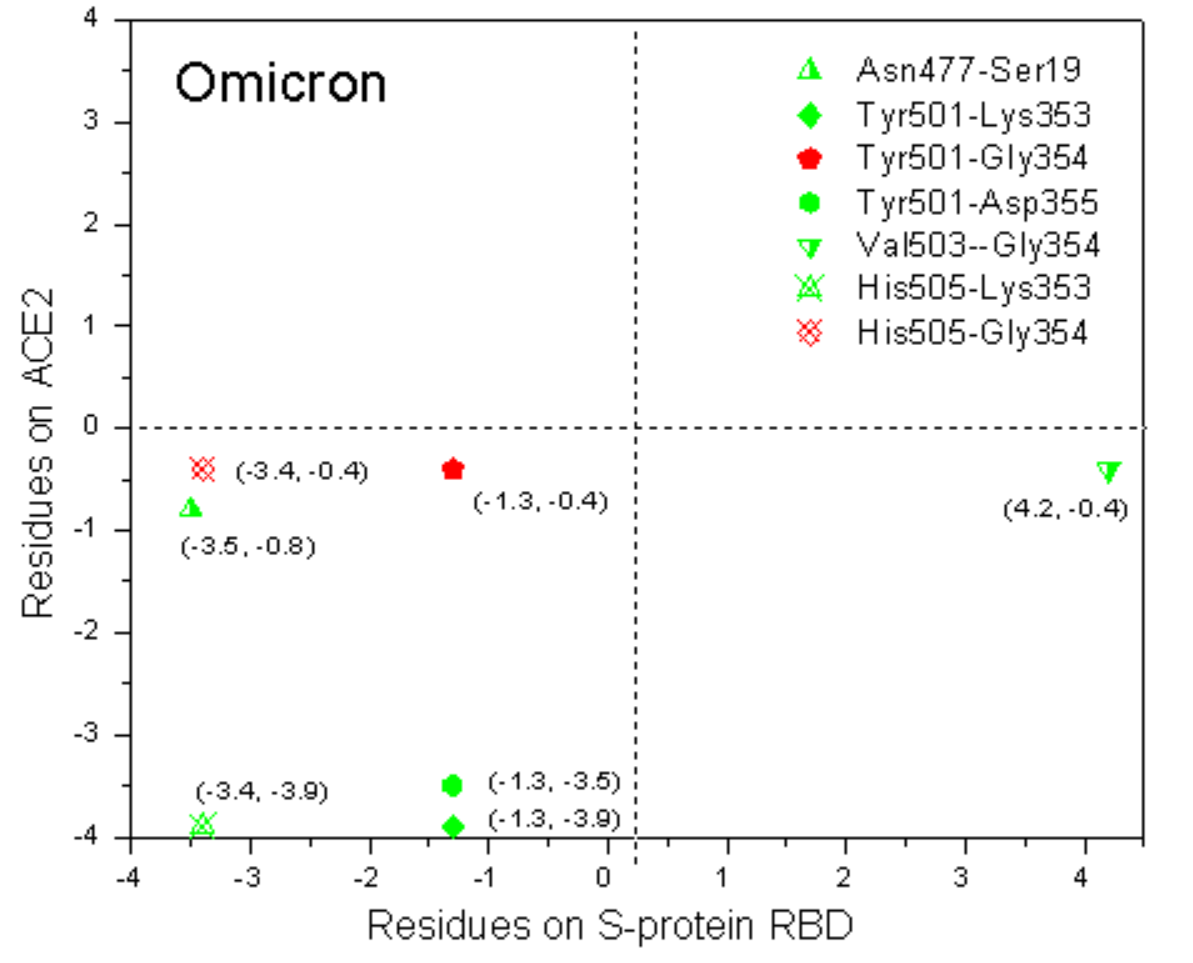 Omicron
Asn477-Ser19
Tyr501-Lys353
Tyr501-Gly354
Tyr501-Asp355
Val503--Gly354
His505-Lys353
His505-Gly354
4
3
2
1
0
-1
-2
-3
-4
Residues on ACE2
(-3.4, -0.4)
(-1.3, -0.4)
(4.2, -0.4)
(-3.5, -0.8)
(-3.4, -3.9)
(-1.3, -3.5)
(-1.3, -3.9)
-4 -3 -2 -1 0 1 2 3 4
Residues on S-protein RBD